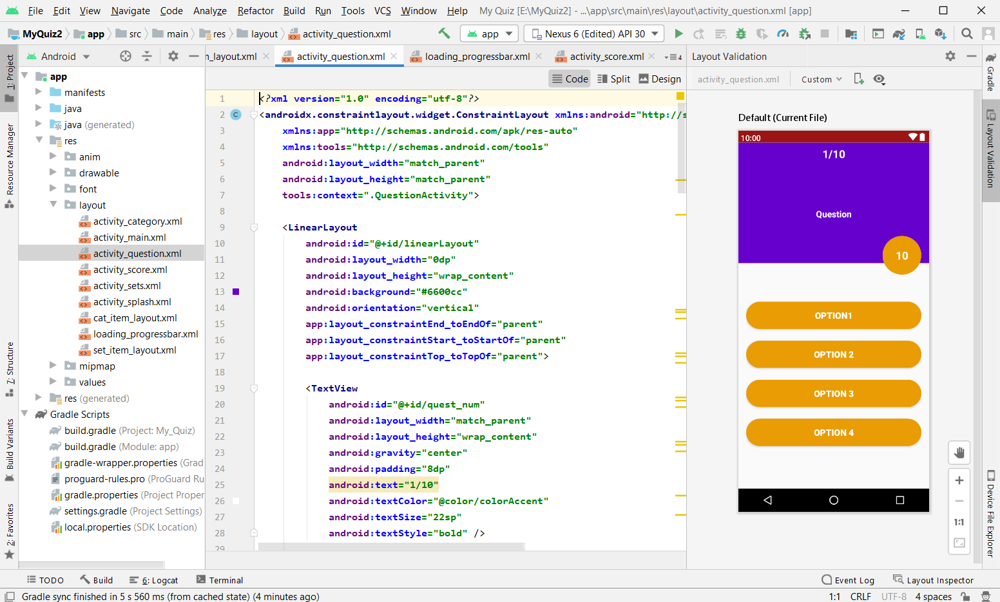 File Edit View Navigate Code Analyze Refactor Build Run Tools VCS Window Help My Quiz [E:\MyQuiz2] - ...\app\src\main\res\layout\activity_question.xml [app]
MyQuiz2 app src main res layout activity_question.xml app Nexus 6 (Edited) API 30
1: Project
Resource Manager
7: Structure
Build Variants
2: Favorites
Android
app
manifests
java
java (generated)
res
anim
drawable
font
layout
activity_category.xml
activity_main.xml
activity_question.xml
activity_score.xml
activity_sets.xml
activity_splash.xml
cat_item_layout.xml
loading_progressbar.xml
set_item_layout.xml
mipmap
values
res (generated)
Gradle Scripts
build.gradle (Project: My_Quiz)
build.gradle (Module: app)
gradle-wrapper.properties (Grad
proguard-rules.pro (ProGuard Ru
gradle.properties (Project Proper
settings.gradle (Project Settings)
local.properties (SDK Location)
n_layout.xml activity_question.xml loading_progressbar.xml activity_score.xml 4
Code Split Design
1 <?xml version="1.0" encoding="utf-8"?>
2 C <androidx.constraintlayout.widget.ConstraintLayout xmlns:android="http://s
3 xmlns:app="http://schemas.android.com/apk/res-auto"
4 xmlns:tools="http://schemas.android.com/tools"
5 android:layout_width="match_parent"
6 android:layout_height="match_parent"
7 tools:context=".QuestionActivity">
8
9 <LinearLayout
10 android:id="@+id/linearLayout"
11 android:layout_width="0dp"
12 android:layout_height="wrap_content"
13 android:background="#6600cc"
14 android:orientation="vertical"
15 app:layout_constraintEnd_toEndOf="parent"
16 app:layout_constraintStart_toStartOf="parent"
17 app:layout_constraintTop_toTopOf="parent">
18
19 <TextView
20 android:id="@+id/quest_num"
21 android:layout_width="match_parent"
22 android:layout_height="wrap_content"
23 android:gravity="center"
24 android:padding="8dp"
25 android:text="1/10"
26 android:textColor="@color/colorAccent"
27 android:textSize="22sp"
28 android:textStyle="bold" />
29
Layout Validation
activity_question.xml Custom
Default (Current File)
10:00
1/10
Question
10
OPTION1
OPTION 2
OPTION 3
OPTION 4
1:1
Gradle
Layout Validation
Device File Explorer
TODO Build 6: Logcat Terminal Event Log Layout Inspector
Gradle sync finished in 5 s 560 ms (from cached state) (4 minutes ago) 1:1 CRLF UTF-8 4 spaces